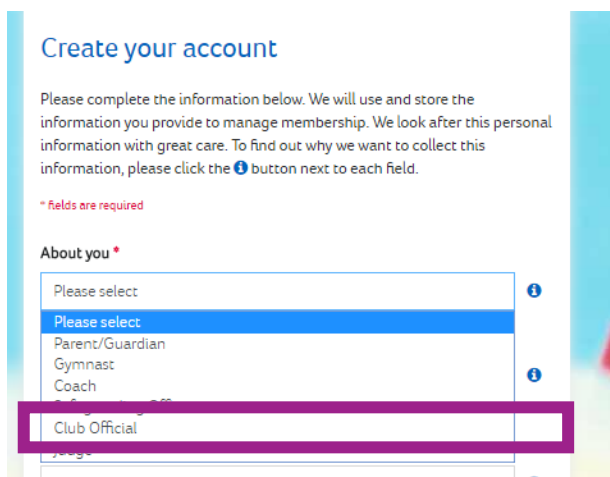 Create your account
Please complete the information below. We will use and store the
information you provide to manage membership. We look after this personal
information with great care. To find out why we want to collect this
information, please click the i button next to each field.
* fields are required
About you *
Please select
Please select
Parent/Guardian
Gymnast
Coach
Club Official